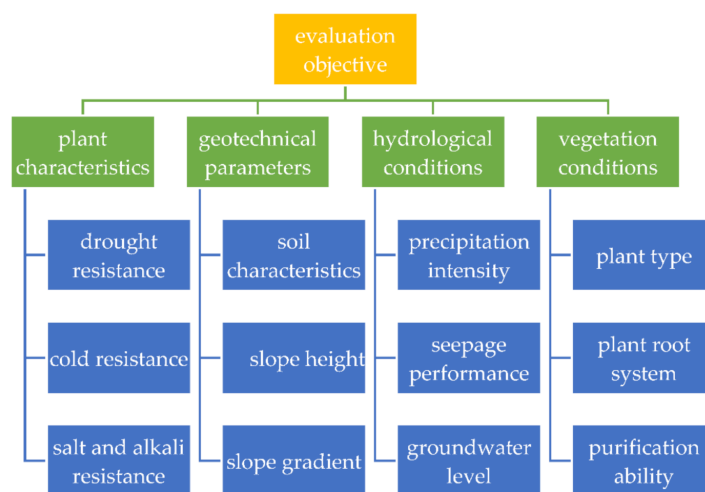 evaluation
objective
plant
characteristics
geotechnical
parameters
hydrological
conditions
vegetation
conditions
drought
resistance
soil
characteristics
precipitation
intensity
plant type
cold resistance
slope height
seepage
performance
plant root
system
salt and alkali
resistance
slope gradient
groundwater
level
purification
ability